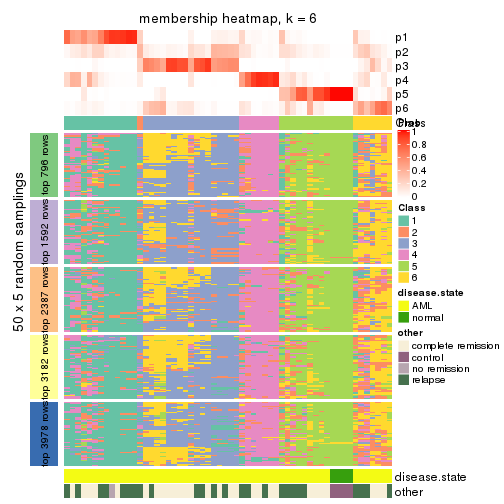 membership heatmap, k = 6
p1
p2
p3
p4
p5
p6
Class
Prob
1
0.8
0.6
0.4
0.2
0
Class
1
2
3
4
5
6
disease.state
AML
normal
other
complete remission
control
no remission
relapse
50 x 5 random samplings
top 796 rows
top 1592 rows
top 2387 rows
top 3182 rows
top 3978 rows
disease.state
other